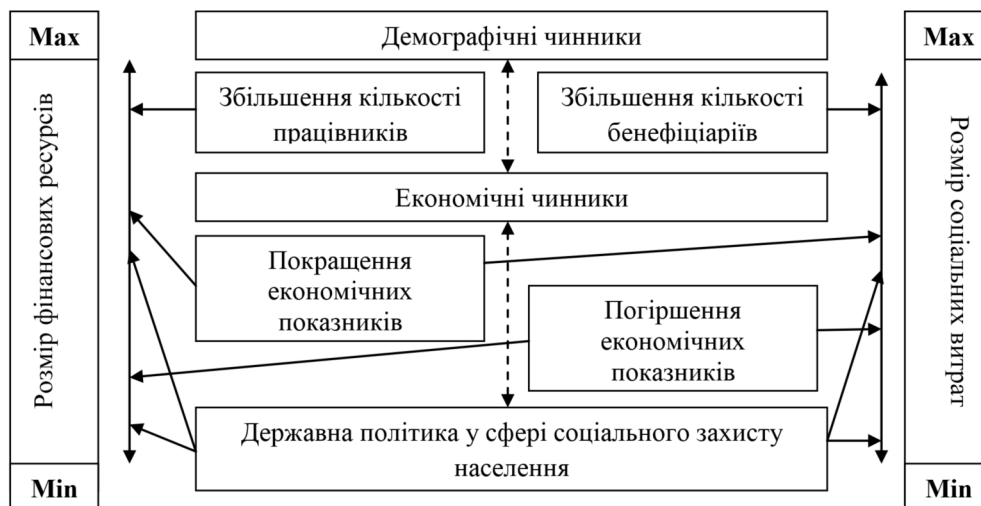 Max
Розмір фінансових ресурсів
Min
Демографічні чинники
Збільшення кількості
працівників
Збільшення кількості
бенефіціаріїв
Економічні чинники
Покращення
економічних
показників
Погіршення
економічних
показників
Державна політика у сфері соціального захисту
населення
Max
Розмір соціальних витрат
Min